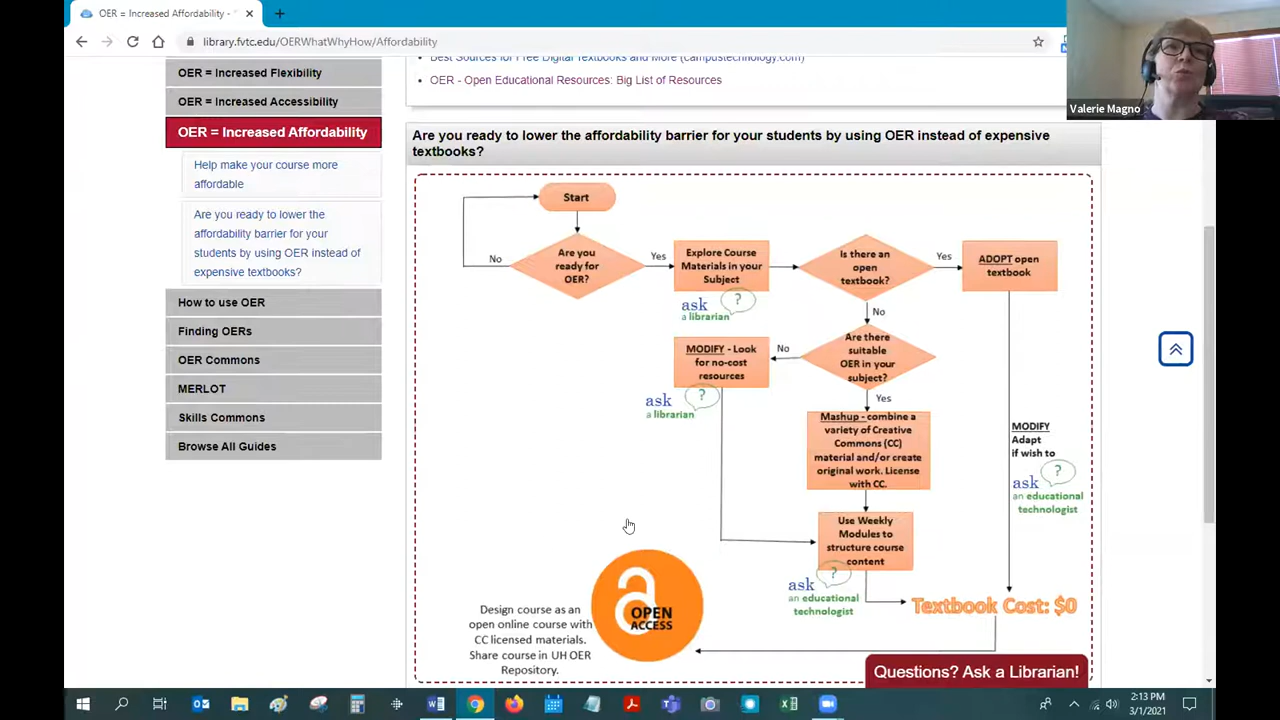 OER = Increased Affordability -
library.fvtc.edu/OERWhatWhyHow/Affordability
Valerie Magno
OER = Increased Flexibility
OER = Increased Accessibility
OER = Increased Affordability
Help make your course more
affordable
Are you ready to lower the
affordability barrier for your
students by using OER instead of
expensive textbooks?
How to use OER
Finding OERs
OER Commons
MERLOT
Skills Commons
Browse All Guides
Best Sources for Free Digital Textbooks and More (campustechnology.com)
OER - Open Educational Resources: Big List of Resources
Are you ready to lower the affordability barrier for your students by using OER instead of expensive
textbooks?
Start
Are you
ready for
OER?
No
Yes
Explore Course
Materials in your
Subject
ask
?
a librarian
Is there an
open
textbook?
Yes
ADOPT open
textbook
No
Are there
suitable
OER in your
subject?
No
MODIFY - Look
for no-cost
resources
ask
?
a librarian
Yes
Mashup - combine a
variety of Creative
Commons (CC)
material and/or create
original work. License
with CC.
MODIFY
Adapt
if wish to
ask
?
an educational
technologist
Use Weekly
Modules to
structure course
content
ask
?
an educational
technologist
Textbook Cost: $0
OPEN
ACCESS
Design course as an
open online course with
CC licensed materials.
Share course in UH OER
Repository.
Questions? Ask a Librarian!
2:13 PM
3/1/2021